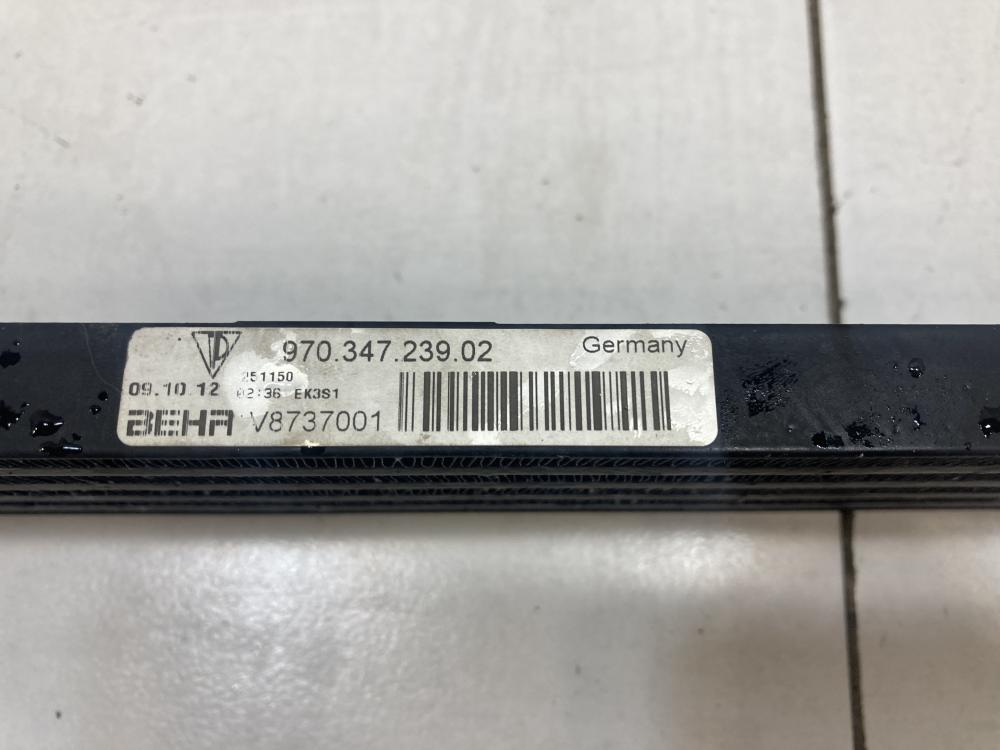 970.347.239.02
Germany
251150
09.10.12 02:36 EK3S1
BEHR V8737001